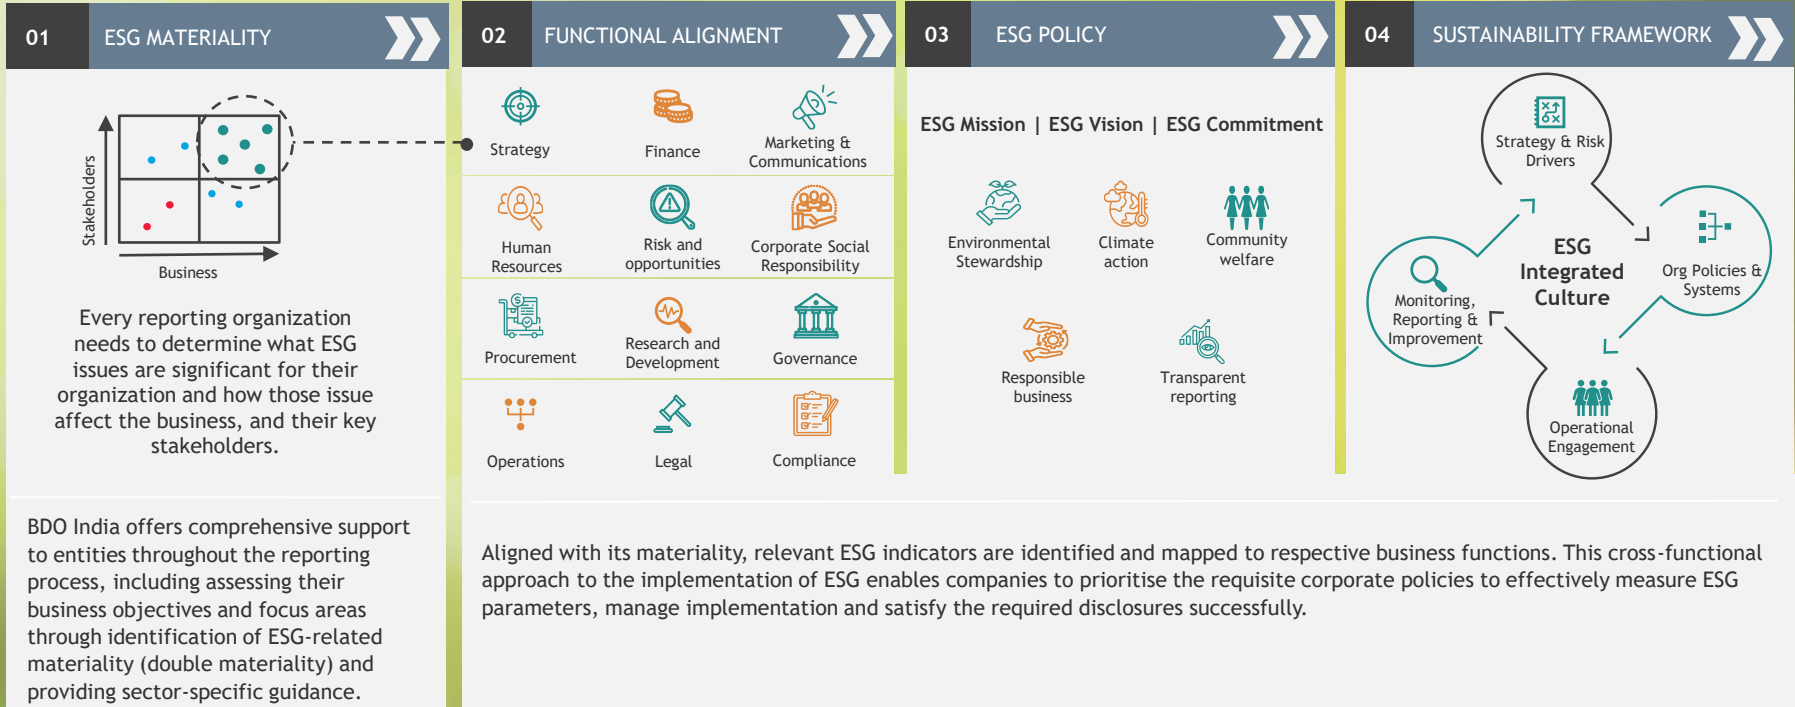 01
ESG MATERIALITY
Stakeholders
Business
Every reporting organization
needs to determine what ESG
issues are significant for their
organization and how those issue
affect the business, and their key
stakeholders.
BDO India offers comprehensive support
to entities throughout the reporting
process, including assessing their
business objectives and focus areas
through identification of ESG-related
materiality (double materiality) and
providing sector-specific guidance.
02
FUNCTIONAL ALIGNMENT
Strategy
Finance
Marketing &
Communications
Human
Resources
Risk and
opportunities
Corporate Social
Responsibility
Procurement
Research and
Development
Governance
Operations
Legal
Compliance
03
ESG POLICY
ESG Mission | ESG Vision | ESG Commitment
Environmental
Stewardship
Climate
action
Community
welfare
Responsible
business
Transparent
reporting
04
SUSTAINABILITY FRAMEWORK
Strategy & Risk
Drivers
Org Policies &
Systems
Operational
Engagement
Monitoring,
Reporting &
Improvement
ESG
Integrated
Culture
Aligned with its materiality, relevant ESG indicators are identified and mapped to respective business functions. This cross-functional
approach to the implementation of ESG enables companies to prioritise the requisite corporate policies to effectively measure ESG
parameters, manage implementation and satisfy the required disclosures successfully.